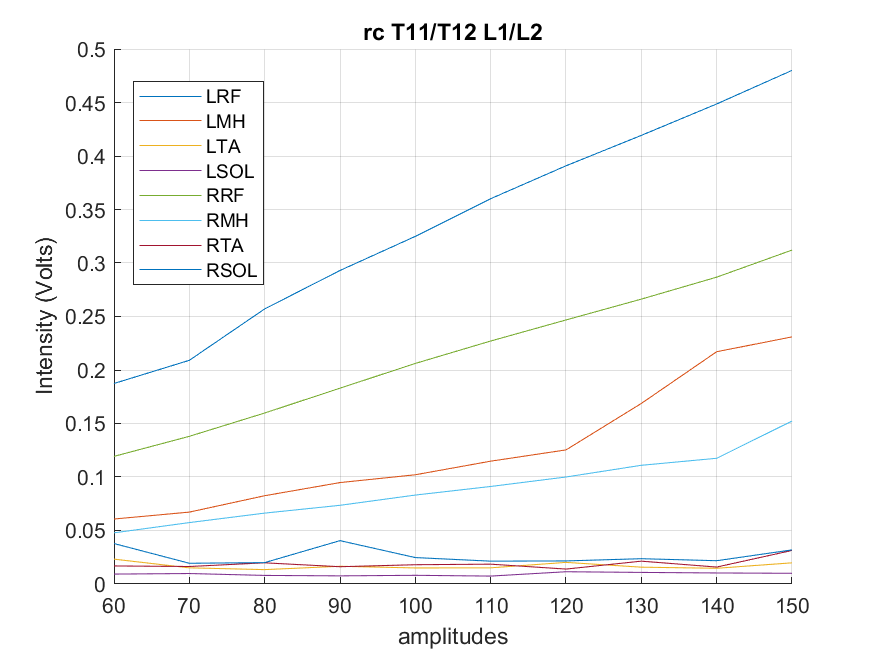 rc T11/T12 L1/L2
0.5
0.45
0.4
0.35
0.3
0.25
0.2
0.15
0.1
0.05
0
Intensity (Volts)
LRF
LMH
LTA
LSOL
RRF
RMH
RTA
RSOL
60 70 80 90 100 110 120 130 140 150
amplitudes